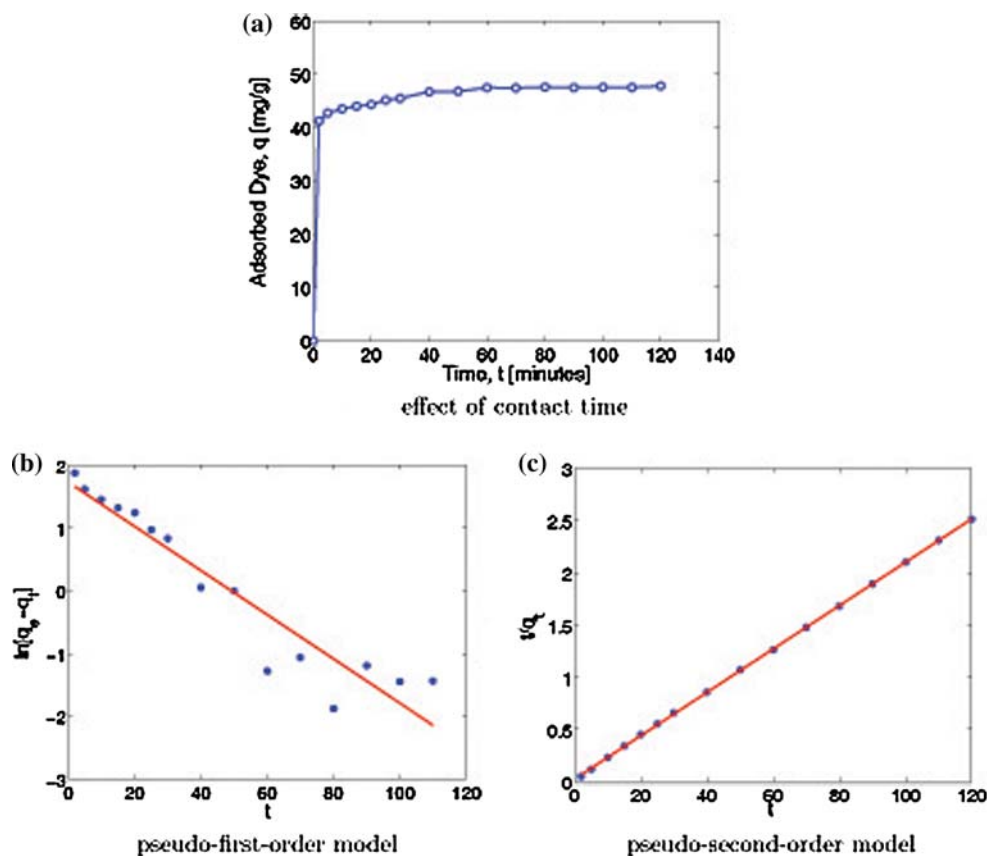 (a)
60
50
40
30
20
10
0
Adsorbed Dye, q [mg/g]
0 20 40 60 80 100 120 140
Time, t [minutes]
effect of contact time
(b)
2
1
0
-1
-2
-3
ln[qe-qt]
0 20 40 60 80 100 120
t
pseudo-first-order model
(c)
3
2.5
2
1.5
1
0.5
0
t/qt
0 20 40 60 80 100 120
t
pseudo-second-order model